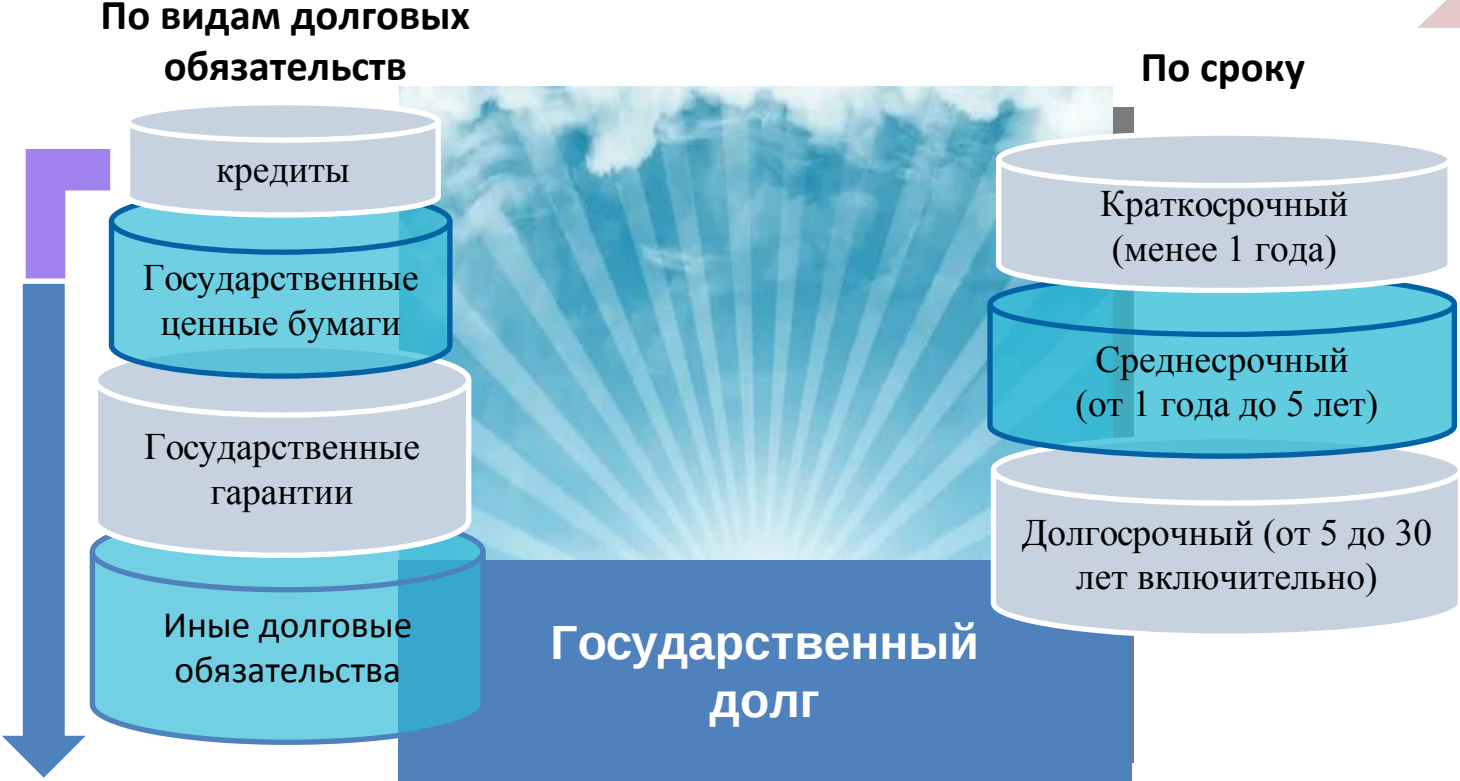 По видам долговых
обязательств
кредиты
Государственные
ценные бумаги
Государственные
гарантии
Иные долговые
обязательства
Государственный
долг
По сроку
Краткосрочный
(менее 1 года)
Среднесрочный
(от 1 года до 5 лет)
Долгосрочный (от 5 до 30
лет включительно)